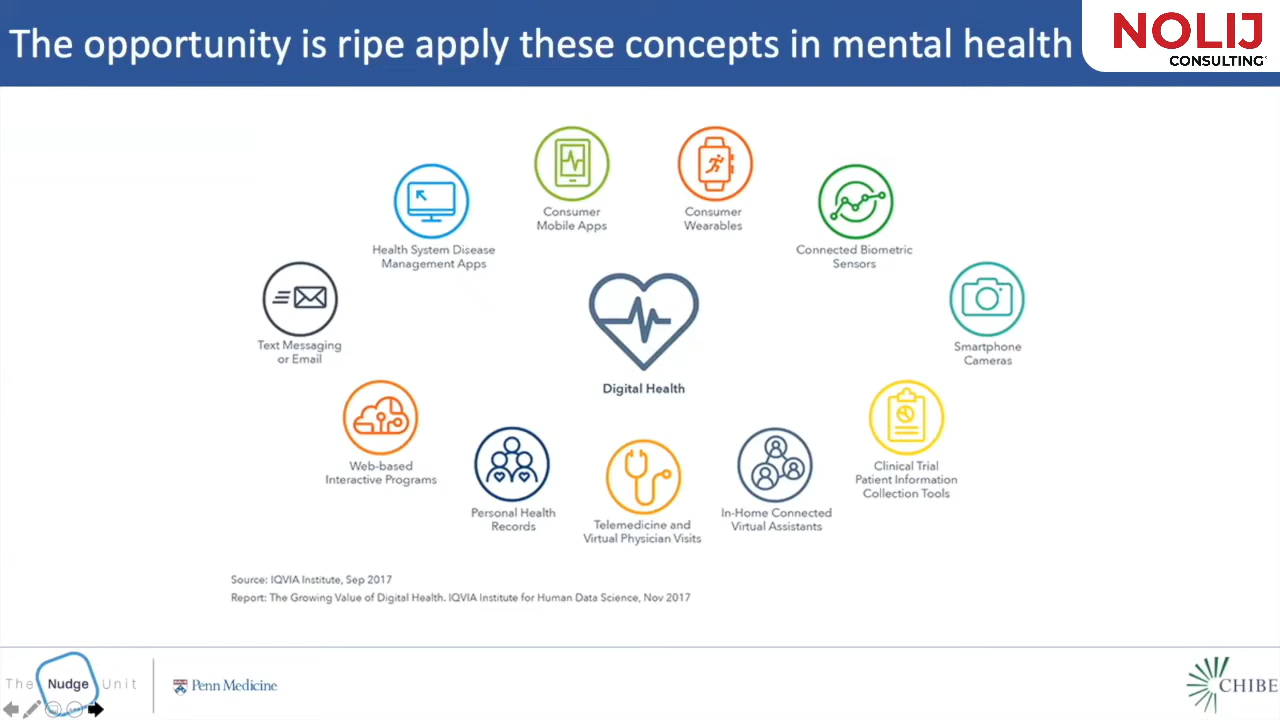 The opportunity is ripe apply these concepts in mental health
NOLIJ
CONSULTING
Consumer
Mobile Apps
Consumer
Wearables
Health System Disease
Management Apps
Connected Biometric
Sensors
Text Messaging
or Email
Smartphone
Cameras
Digital Health
Web-based
Interactive Programs
Personal Health
Records
Telemedicine and
Virtual Physician Visits
In-Home Connected
Virtual Assistants
Clinical Trial
Patient Information
Collection Tools
Source: IQVIA Institute, Sep 2017
Report: The Growing Value of Digital Health. IQVIA Institute for Human Data Science, Nov 2017
The Nudge Unit
Penn Medicine
CHIBE